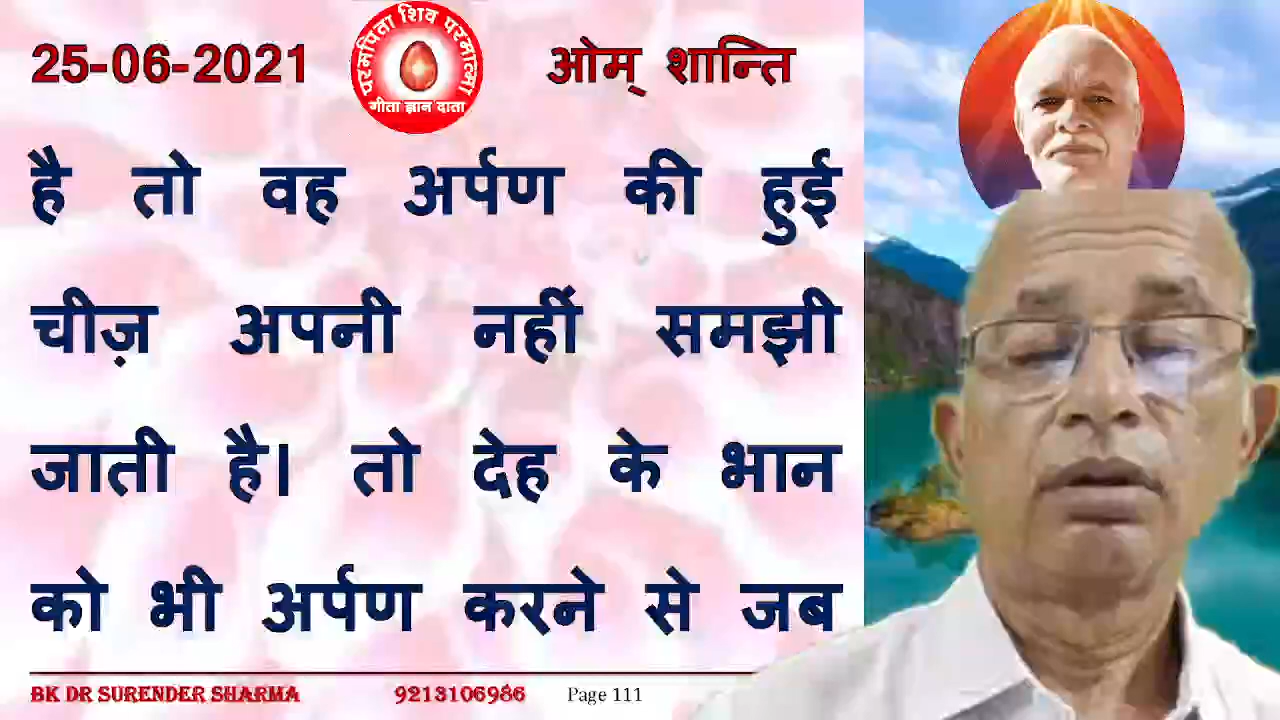 25-06-2021
परमपिता शिव परमात्मा
गीता ज्ञान दाता
ओम् शान्ति
है तो वह अर्पण की हुई
चीज़ अपनी नहीं समझी
जाती है। तो देह के भान
को भी अर्पण करने से जब
BK DR SURENDER SHARMA 9213106986 Page 111